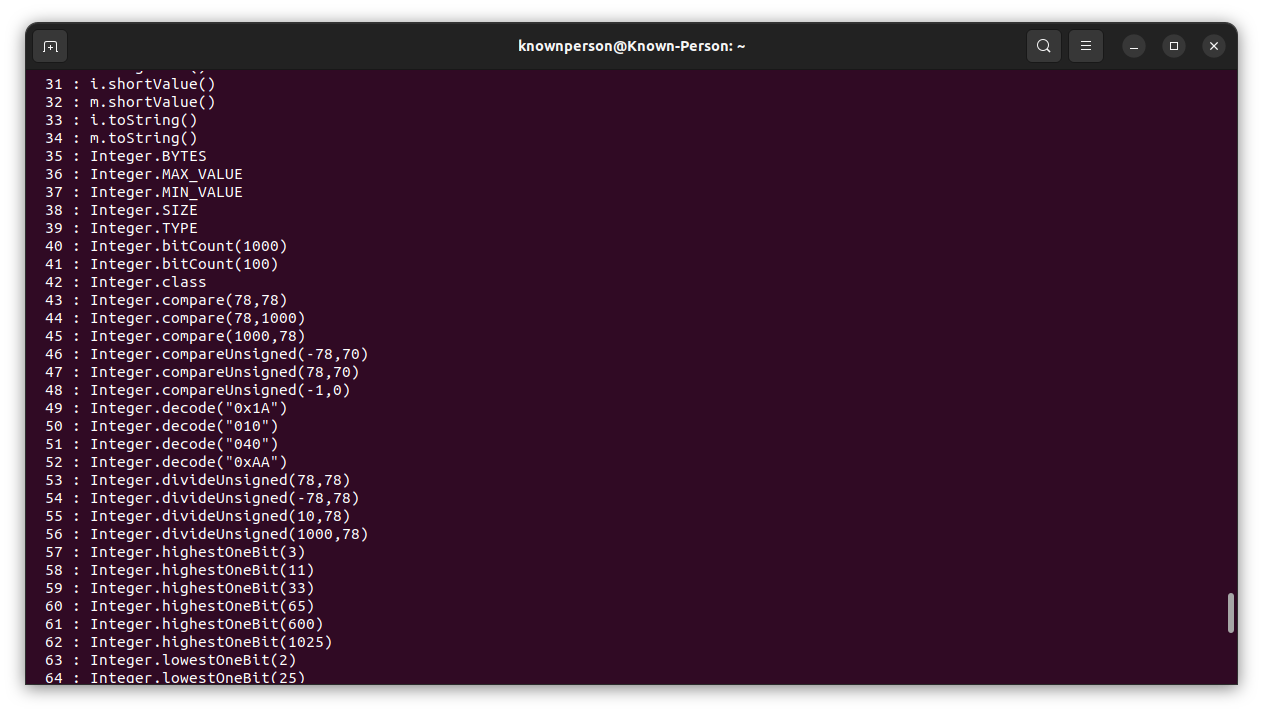 knownperson@Known-Person: ~
31 : i.shortValue()
32 : m.shortValue()
33 : i.toString()
34 : m.toString()
35 : Integer.BYTES
36 : Integer.MAX_VALUE
37 : Integer.MIN_VALUE
38 : Integer.SIZE
39 : Integer.TYPE
40 : Integer.bitCount(1000)
41 : Integer.bitCount(100)
42 : Integer.class
43 : Integer.compare(78,78)
44 : Integer.compare(78,1000)
45 : Integer.compare(1000,78)
46 : Integer.compareUnsigned(-78,70)
47 : Integer.compareUnsigned(78,70)
48 : Integer.compareUnsigned(-1,0)
49 : Integer.decode("0x1A")
50 : Integer.decode("010")
51 : Integer.decode("040")
52 : Integer.decode("0xAA")
53 : Integer.divideUnsigned(78,78)
54 : Integer.divideUnsigned(-78,78)
55 : Integer.divideUnsigned(10,78)
56 : Integer.divideUnsigned(1000,78)
57 : Integer.highestOneBit(3)
58 : Integer.highestOneBit(11)
59 : Integer.highestOneBit(33)
60 : Integer.highestOneBit(65)
61 : Integer.highestOneBit(600)
62 : Integer.highestOneBit(1025)
63 : Integer.lowestOneBit(2)
64 : Integer.lowestOneBit(25)